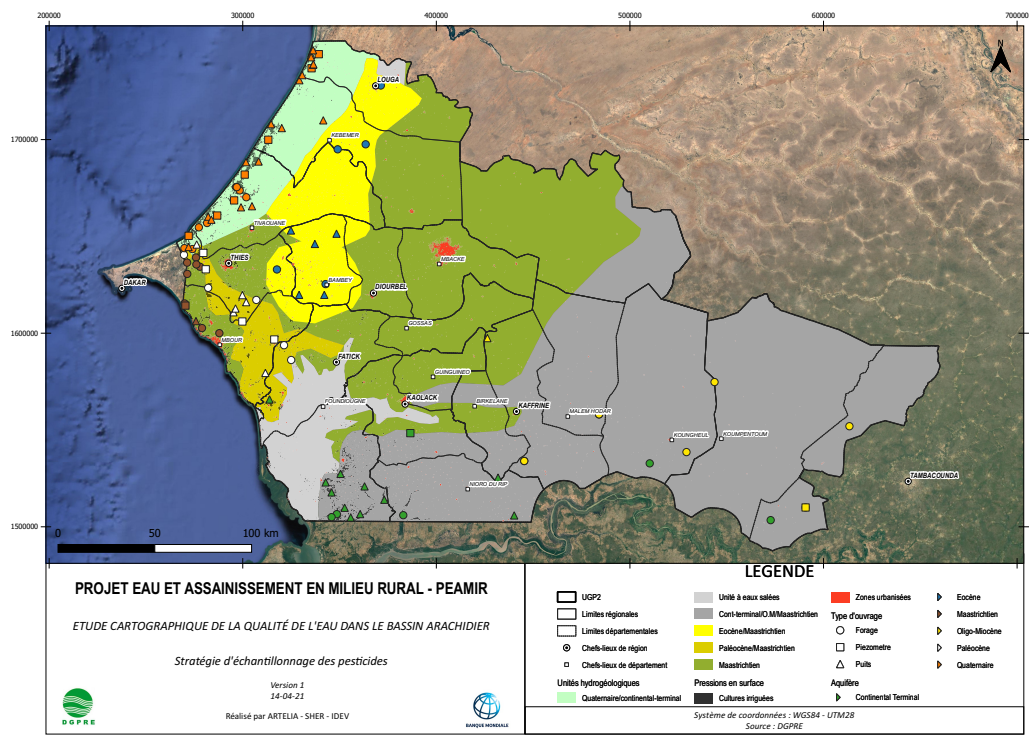 200000 300000 400000 500000 600000 700000
N
LOUGA
1700000 1700000
KEBEMER
TIVAOUANE
THIES
MBACKE
DAKAR
BAMBEY
DIOURBEL
GOSSAS
1600000 1600000
MBOUR
FATICK
GUINGUINEO
FOUNDIOUGNE
KAOLACK
BIRKELANE
KAFFRINE
MALEM HODAR
KOUNGHEUL
KOUMPENTOUM
TAMBACOUNDA
NIORO DU RIP
1500000 1500000
0 50 100 km
PROJET EAU ET ASSAINISSEMENT EN MILIEU RURAL - PEAMIR
ETUDE CARTOGRAPHIQUE DE LA QUALITÉ DE L'EAU DANS LE BASSIN ARACHIDIER
Stratégie d'échantillonnage des pesticides
Version 1
14-04-21
Réalisé par ARTELIA - SHER - IDEV
DGPRE
BANQUE MONDIALE
LEGENDE
UGP2
Limites régionales
Limites départementales
Chefs-lieux de région
Chefs-lieux de département
Unités hydrogéologiques
Quaternaire/continental-terminal
Unité à eaux salées
Cont-terminal/O.M/Maastrichtien
Eocène/Maastrichtien
Paléocène/Maastrichtien
Maastrichtien
Pressions en surface
Cultures irriguées
Zones urbanisées
Type d'ouvrage
Forage
Piezometre
Puits
Aquifère
Continental Terminal
Eocène
Maastrichtien
Oligo-Miocène
Paléocène
Quaternaire
Système de coordonnées : WGS84 - UTM28
Source : DGPRE